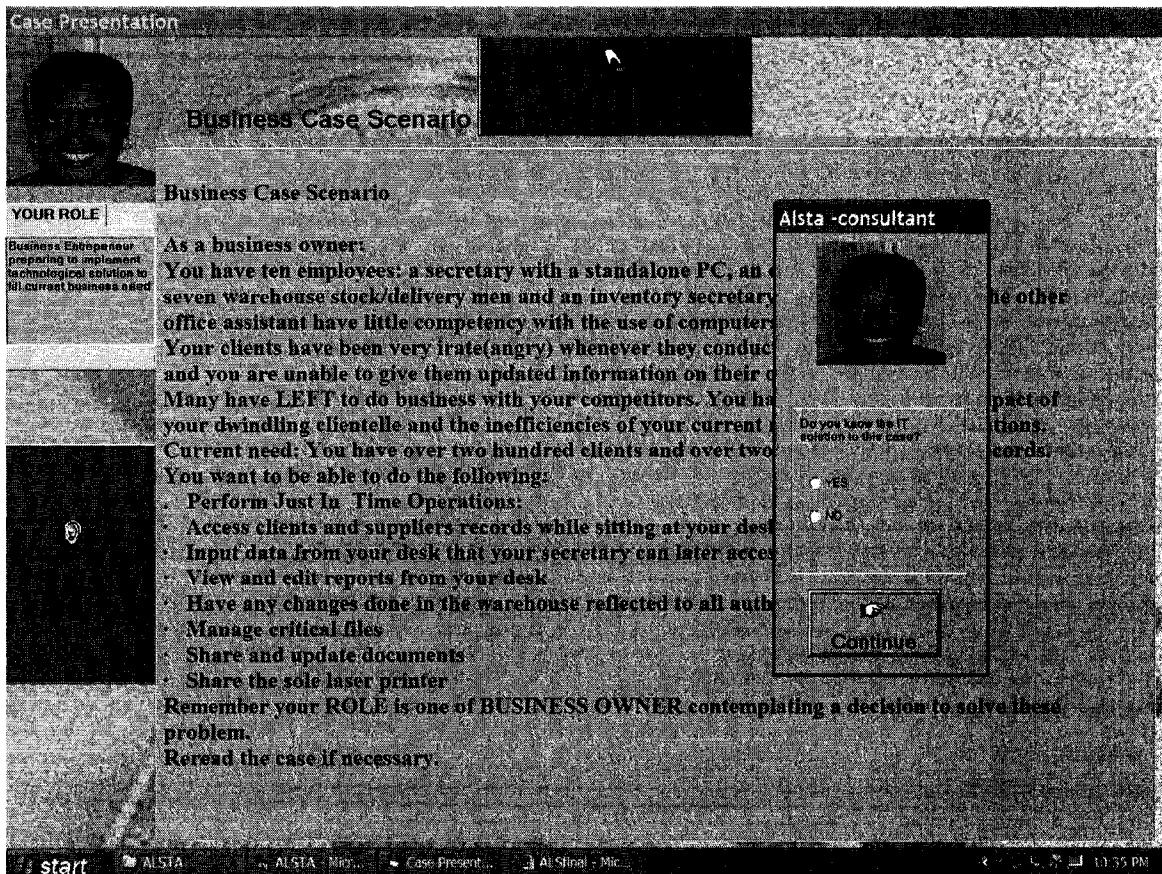 Case Presentation
Business Case Scenario
YOUR ROLE
Business Entrepeneur
preparing to implement
technological solution to
fill current business need
Business Case Scenario
As a business owner:
You have ten employees: a secretary with a standalone PC, an
seven warehouse stock/delivery men and an inventory secretary he other
office assistant have little competency with the use of computers
Your clients have been very irate(angry) whenever they conduc
and you are unable to give them updated information on their o
Many have LEFT to do business with your competitors. You ha pact of
your dwindling clientelle and the inefficiencies of your current tions.
Current need: You have over two hundred clients and over two cords.
You want to be able to do the following:
. Perform Just In Time Operations:
· Access clients and suppliers records while sitting at your desk
· Input data from your desk that your secretary can later acces
· View and edit reports from your desk
· Have any changes done in the warehouse reflected to all auth
· Manage critical files
· Share and update documents
· Share the sole laser printer
Remember your ROLE is one of BUSINESS OWNER contemplating a decision to solve these
problem.
Reread the case if necessary.
Alsta -consultant
Do you know the IT
solution to this case?
YES
NO
Continue
start ALSTA ALSTA - Micr... Case Present... ALSfinal - Mic... 10:35 PM